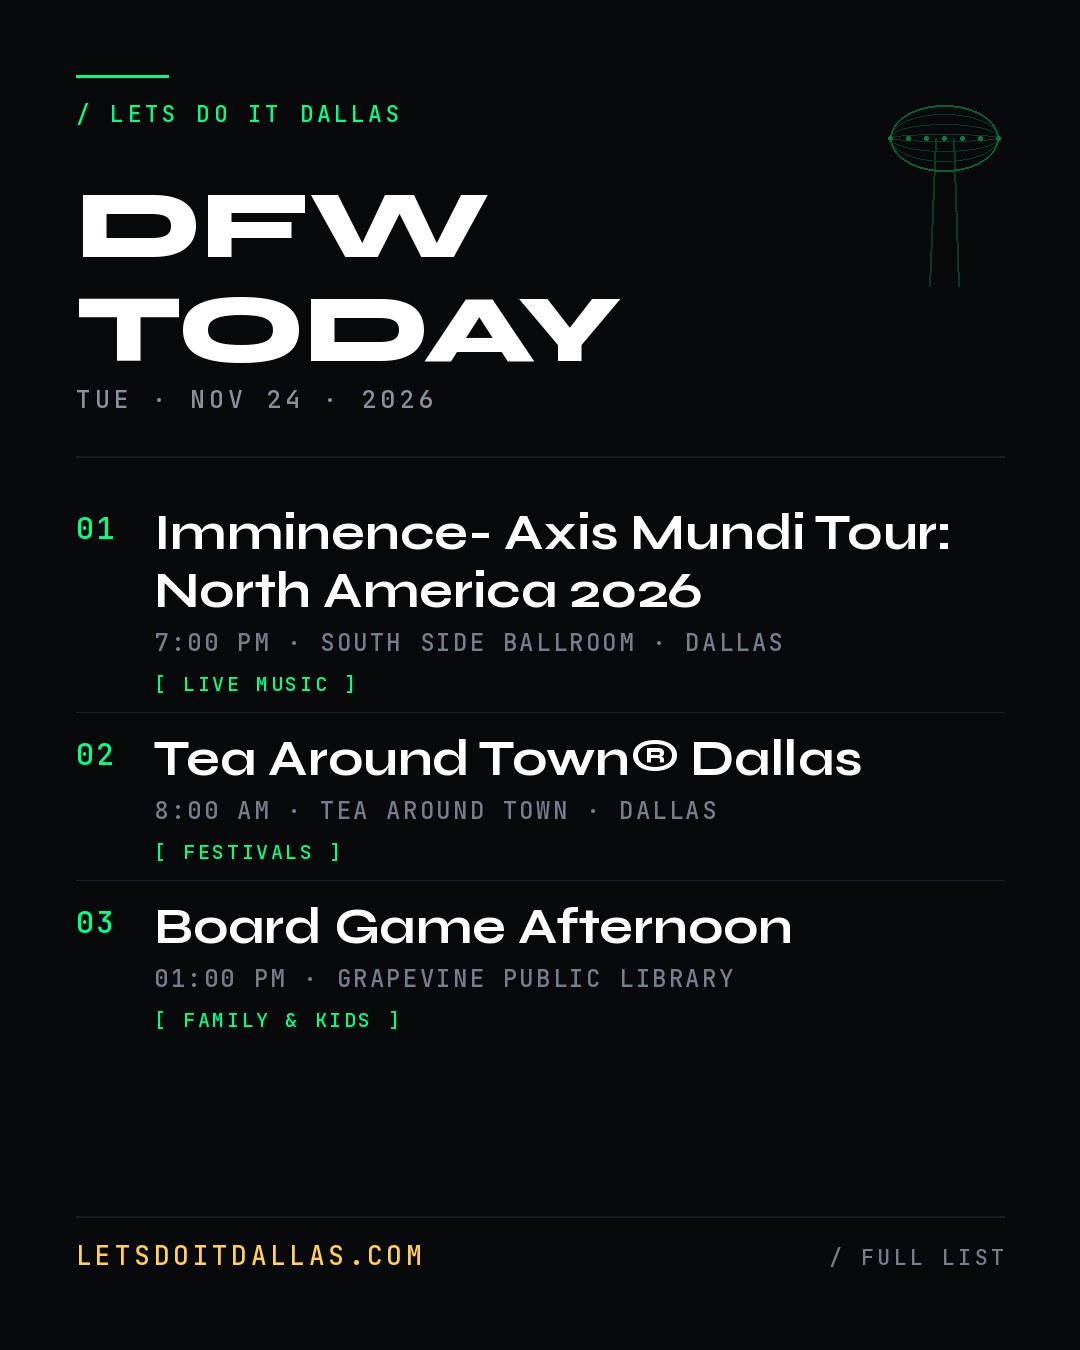 / LETS DO IT DALLAS
DFW
TODAY
TUE · NOV 24 · 2026
01
Imminence- Axis Mundi Tour:
North America 2026
7:00 PM · SOUTH SIDE BALLROOM · DALLAS
[ LIVE MUSIC ]
02
Tea Around Town® Dallas
8:00 AM · TEA AROUND TOWN · DALLAS
[ FESTIVALS ]
03
Board Game Afternoon
01:00 PM · GRAPEVINE PUBLIC LIBRARY
[ FAMILY & KIDS ]
LETSDOITDALLAS.COM
/ FULL LIST